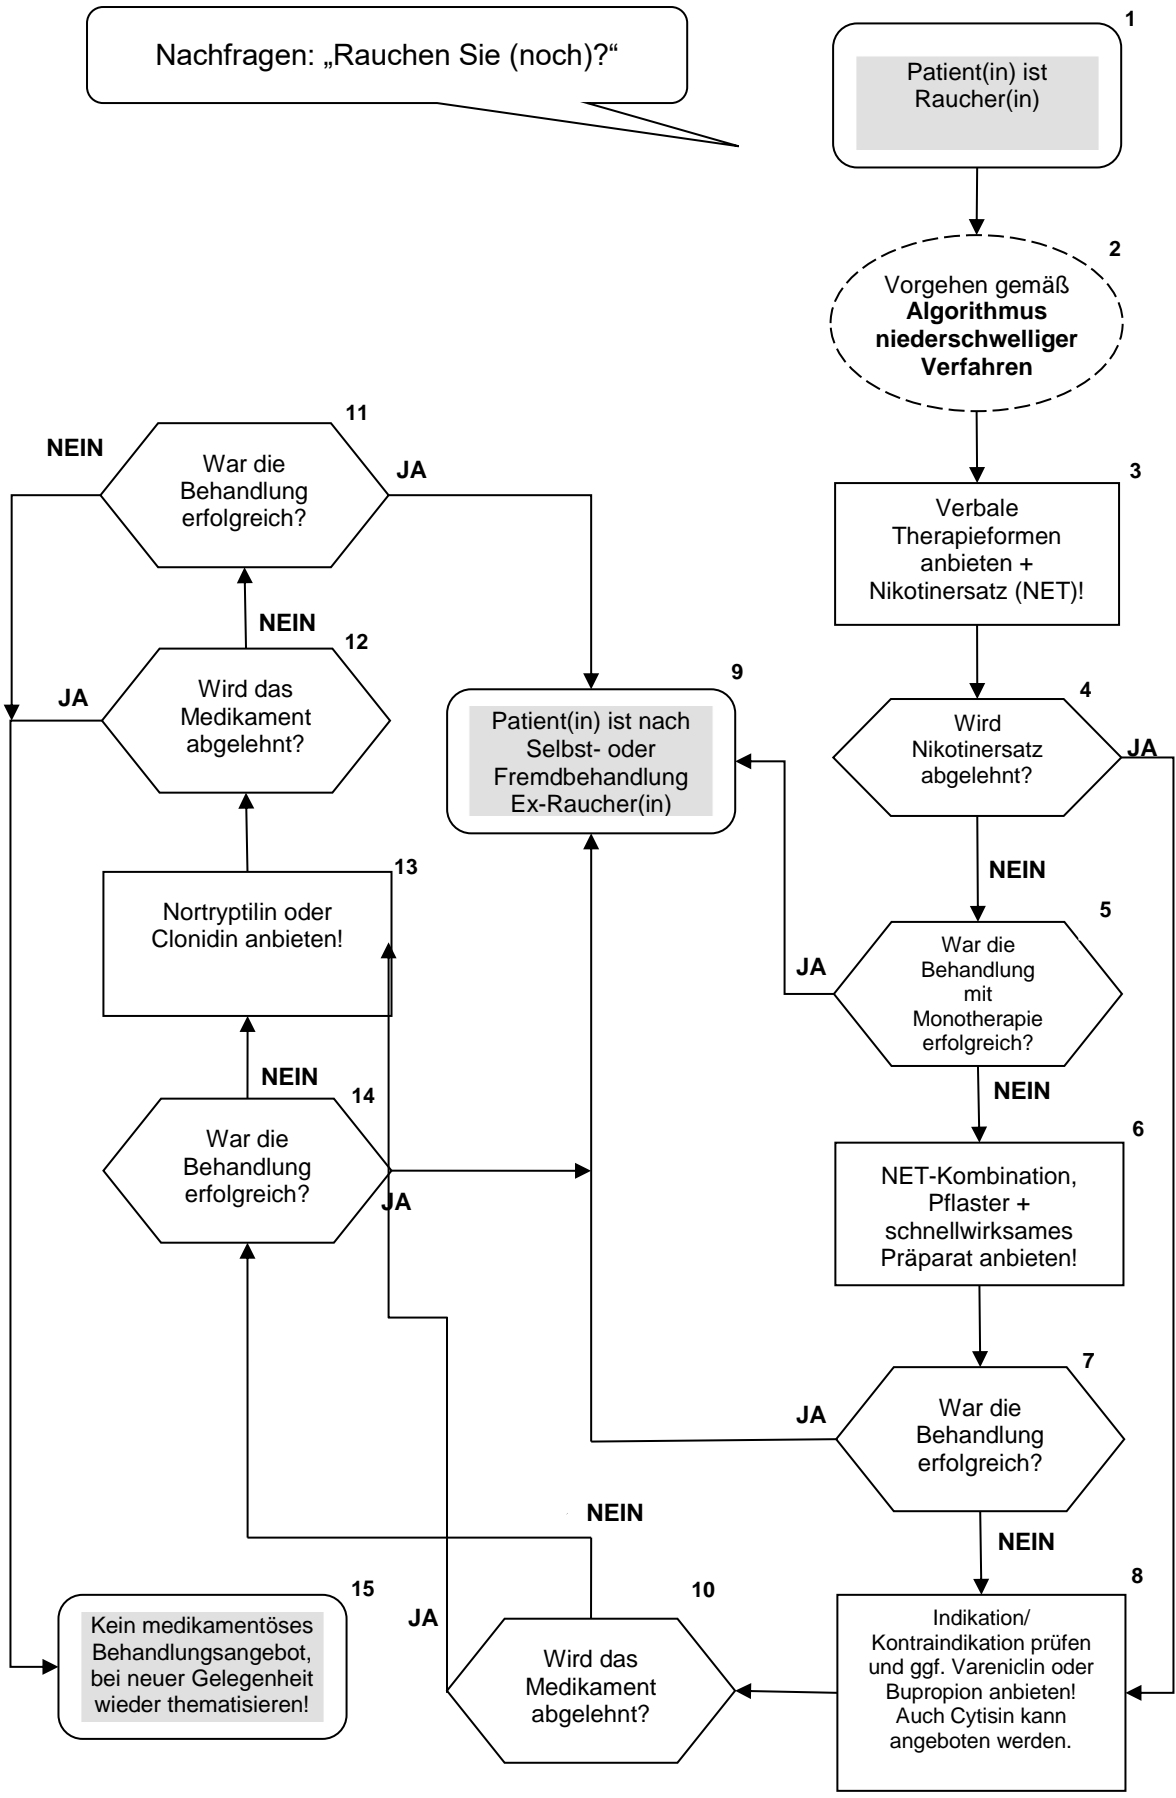 Nachfragen: „Rauchen Sie (noch)?“
1
Patient(in) ist
Raucher(in)
2
Vorgehen gemäß
Algorithmus
niederschwelliger
Verfahren
3
Verbale
Therapieformen
anbieten +
Nikotinersatz (NET)!
4
Wird
Nikotinersatz
abgelehnt?
JA
NEIN
5
War die
Behandlung
mit
Monotherapie
erfolgreich?
JA
NEIN
6
NET-Kombination,
Pflaster +
schnellwirksames
Präparat anbieten!
7
War die
Behandlung
erfolgreich?
JA
NEIN
8
Indikation/
Kontraindikation prüfen
und ggf. Vareniclin oder
Bupropion anbieten!
Auch Cytisin kann
angeboten werden.
9
Patient(in) ist nach
Selbst- oder
Fremdbehandlung
Ex-Raucher(in)
10
Wird das
Medikament
abgelehnt?
NEIN
JA
11
War die
Behandlung
erfolgreich?
NEIN
JA
12
Wird das
Medikament
abgelehnt?
NEIN
JA
13
Nortryptilin oder
Clonidin anbieten!
14
War die
Behandlung
erfolgreich?
NEIN
JA
15
Kein medikamentöses
Behandlungsangebot,
bei neuer Gelegenheit
wieder thematisieren!